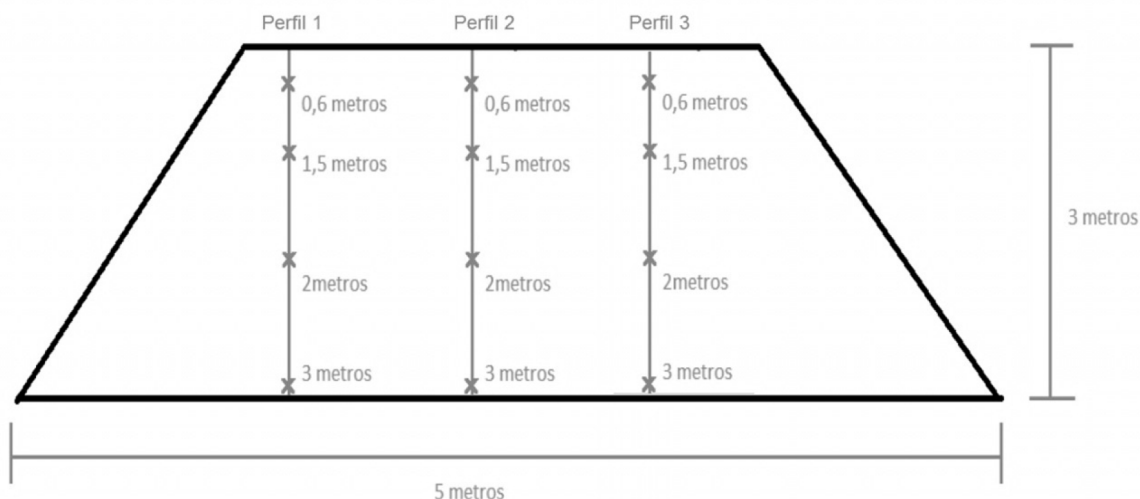 Perfil 1 Perfil 2 Perfil 3
0,6 metros 0,6 metros 0,6 metros
1,5 metros 1,5 metros 1,5 metros
3 metros
2metros 2metros 2metros
3 metros 3 metros 3 metros
5 metros